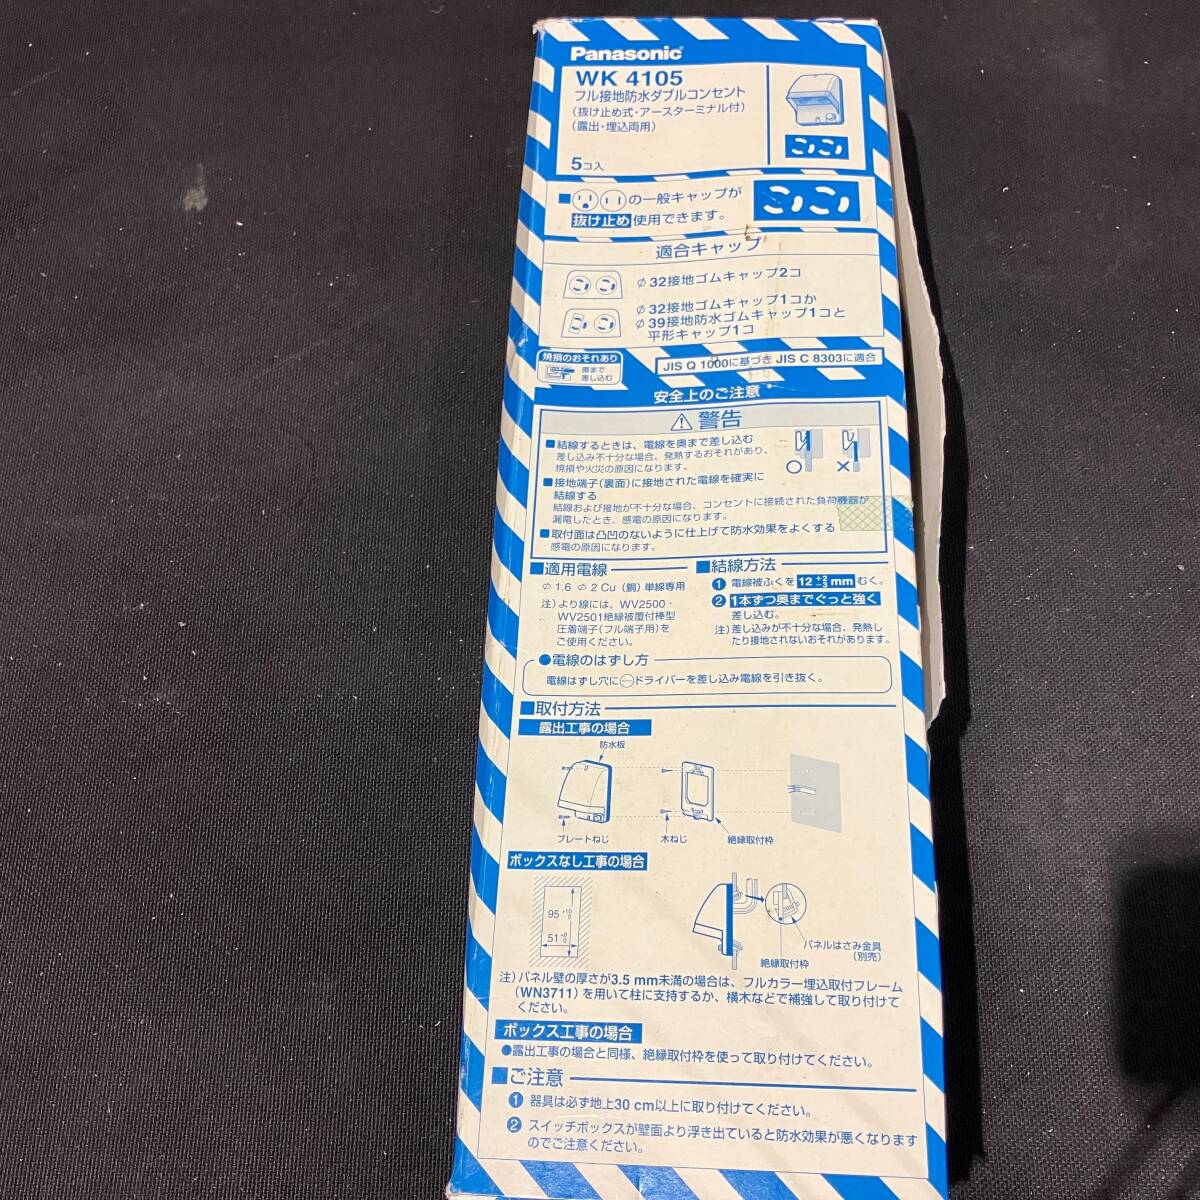 Panasonic
WK 4105
フル接地防水ダブルコンセント
(抜け止め式・アースターミナル付)
(露出・埋込両用)
5コ入
■の一般キャップが
抜け止め使用できます。
適合キャップ
φ32接地ゴムキャップ2コ
φ32接地ゴムキャップ1コか
φ39接地防水ゴムキャップ1コと
平形キャップ1コ
焼損のおそれあり
奥まで
差し込む
JIS Q 1000に基づき JIS C 8303に適合
安全上のご注意
⚠警告
■結線するときは、電線を奥まで差し込む
差し込み不十分な場合、発熱するおそれがあり、
焼損や火災の原因になります。
○ ×
■接地端子(裏面)に接地された電線を確実に
結線する
結線および接地が不十分な場合、コンセントに接続された負荷機器が
漏電したとき、感電の原因になります。
■取付面は凸凹のないように仕上げて防水効果をよくする
感電の原因になります。
■適用電線
φ1.6 φ2 Cu(銅)単線専用
注)より線には、WV2500・
WV2501絶縁被覆付棒型
圧着端子(フル端子用)を
ご使用ください。
■結線方法
❶ 電線被ふくを 12 +2 -3 mm むく。
❷ 1本ずつ奥までぐっと強く
差し込む。
注)差し込みが不十分な場合、発熱し
たり接地されないおそれがあります。
●電線のはずし方
電線はずし穴に⊖ドライバーを差し込み電線を引き抜く。
■取付方法
露出工事の場合
防水板
プレートねじ
木ねじ
絶縁取付枠
ボックスなし工事の場合
95 +10 0
51 +5 0
パネルはさみ金具
(別売)
絶縁取付枠
注)パネル壁の厚さが3.5 mm未満の場合は、フルカラー埋込取付フレーム
(WN3711)を用いて柱に支持するか、横木などで補強して取り付けて
ください。
ボックス工事の場合
●露出工事の場合と同様、絶縁取付枠を使って取り付けてください。
■ご注意
❶ 器具は必ず地上30 cm以上に取り付けてください。
❷ スイッチボックスが壁面より浮き出ていると防水効果が悪くなります
のでご注意ください。